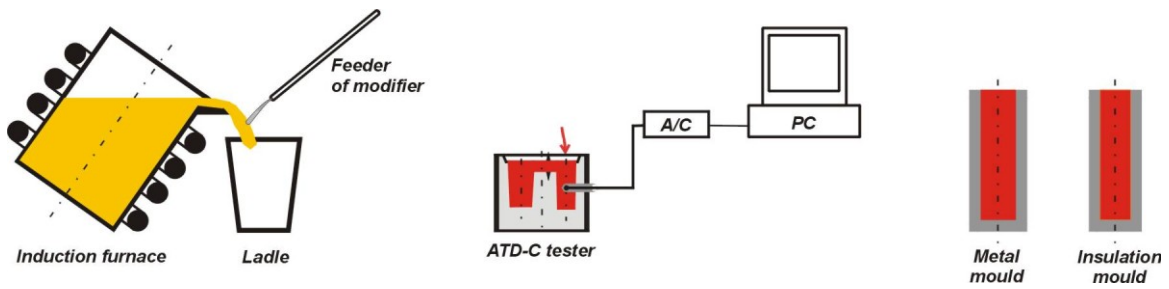 Feeder
of modifier
Induction furnace
Ladle
A/C
PC
ATD-C tester
Metal
mould
Insulation
mould